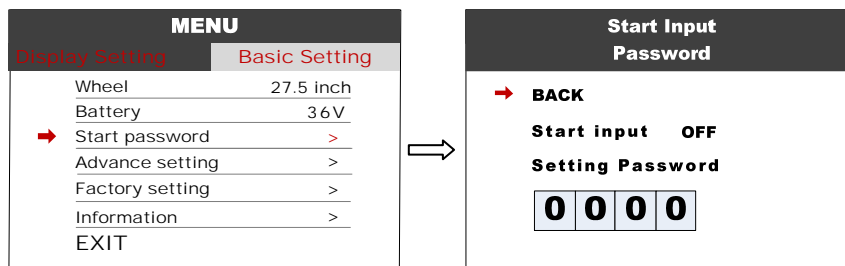 MENU
Display Setting Basic Setting
Wheel 27.5 inch
Battery 36V
Start password >
Advance setting >
Factory setting >
Information >
EXIT
Start Input
Password
BACK
Start input OFF
Setting Password
0 0 0 0